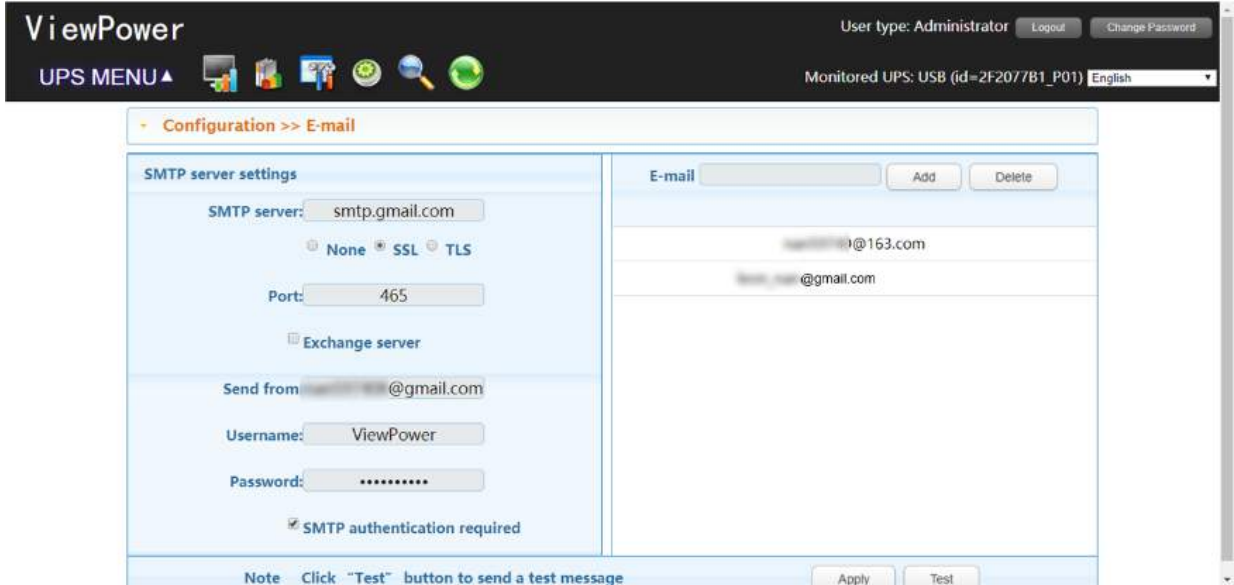 ViewPower
User type: Administrator Logout Change Password
UPS MENU▲
Monitored UPS: USB (id=2F2077B1_P01) English
Configuration >> E-mail
SMTP server settings
SMTP server: smtp.gmail.com
None SSL TLS
Port: 465
Exchange server
Send from @gmail.com
Username: ViewPower
Password: ••••••••••
SMTP authentication required
E-mail Add Delete
@163.com
@gmail.com
Note Click "Test" button to send a test message Apply Test